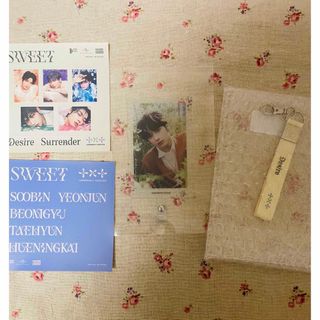 SWEET
Desire Surrender
SWEET
SOOBIN YEONJUN
BEOMGYU
TAEHYUN
HUENINGKAI
Desire